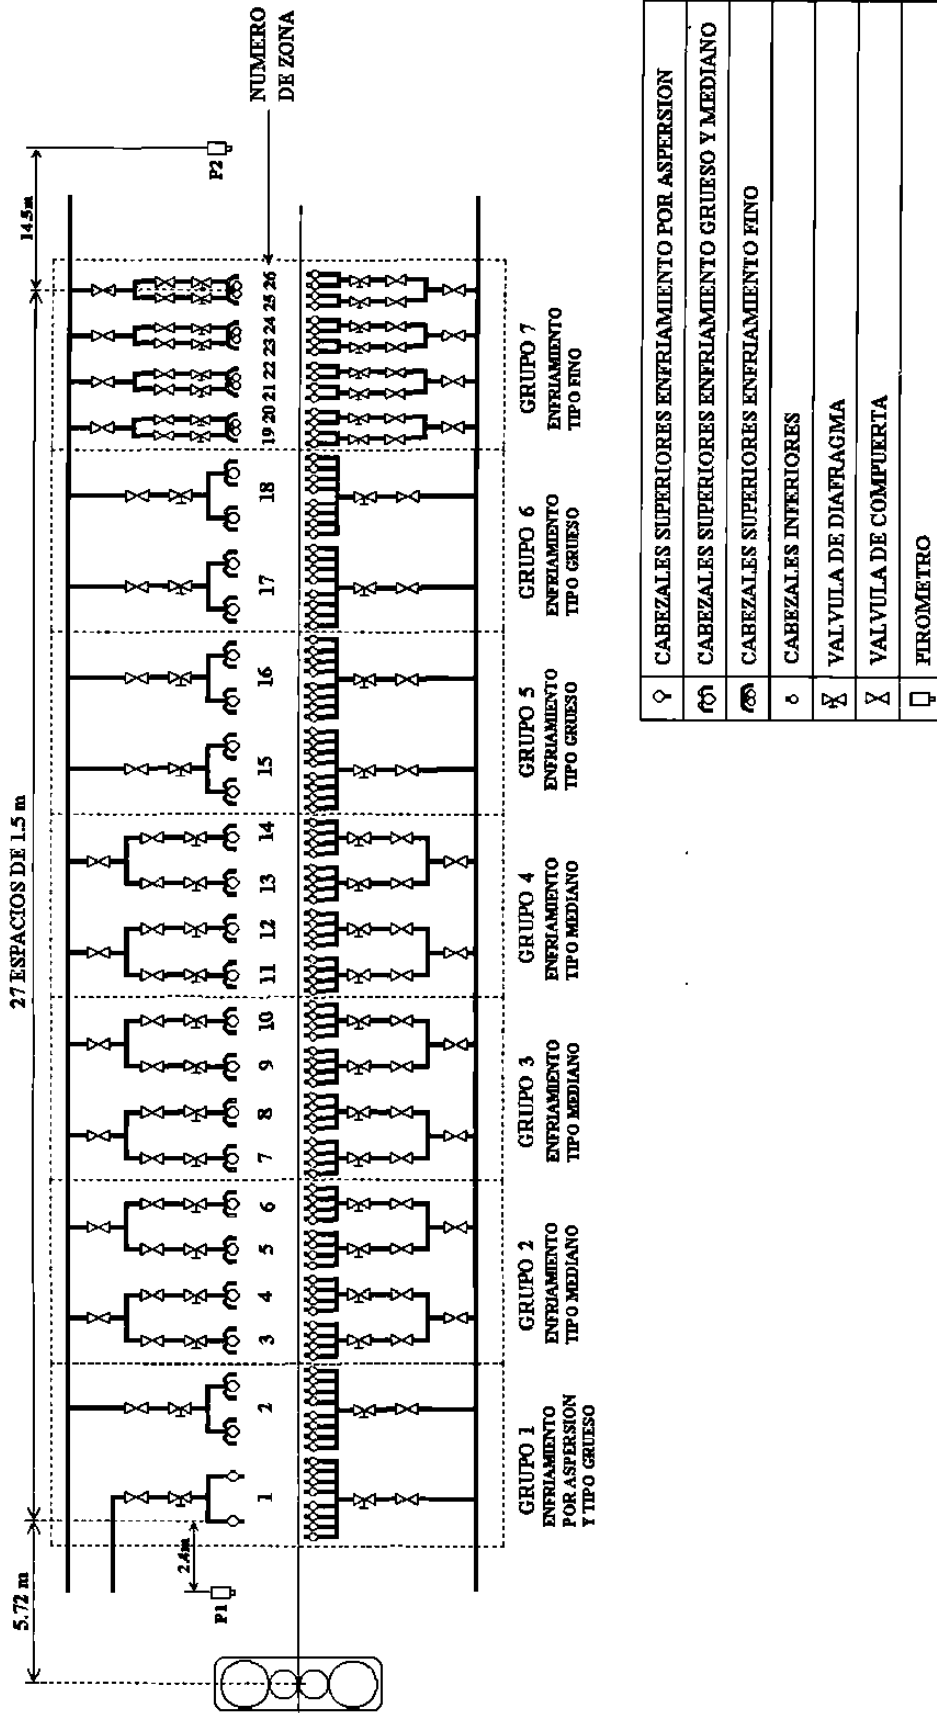 5.72 m
27 ESPACIOS DE 1.5 m
14.5m
2.4m
P1
P2
NUMERO
DE ZONA
1
2
3
4
5
6
7
8
9
10
11
12
13
14
15
16
17
18
19 20 21 22 23 24 25 26
GRUPO 1
ENFRIAMIENTO
POR ASPERSION
Y TIPO GRUESO
GRUPO 2
ENFRIAMIENTO
TIPO MEDIANO
GRUPO 3
ENFRIAMIENTO
TIPO MEDIANO
GRUPO 4
ENFRIAMIENTO
TIPO MEDIANO
GRUPO 5
ENFRIAMIENTO
TIPO GRUESO
GRUPO 6
ENFRIAMIENTO
TIPO GRUESO
GRUPO 7
ENFRIAMIENTO
TIPO FINO
CABEZALES SUPERIORES ENFRIAMIENTO POR ASPERSION
CABEZALES SUPERIORES ENFRIAMIENTO GRUESO Y MEDIANO
CABEZALES SUPERIORES ENFRIAMIENTO FINO
CABEZALES INFERIORES
VALVULA DE DIAFRAGMA
VALVULA DE COMPUERTA
PIROMETRO